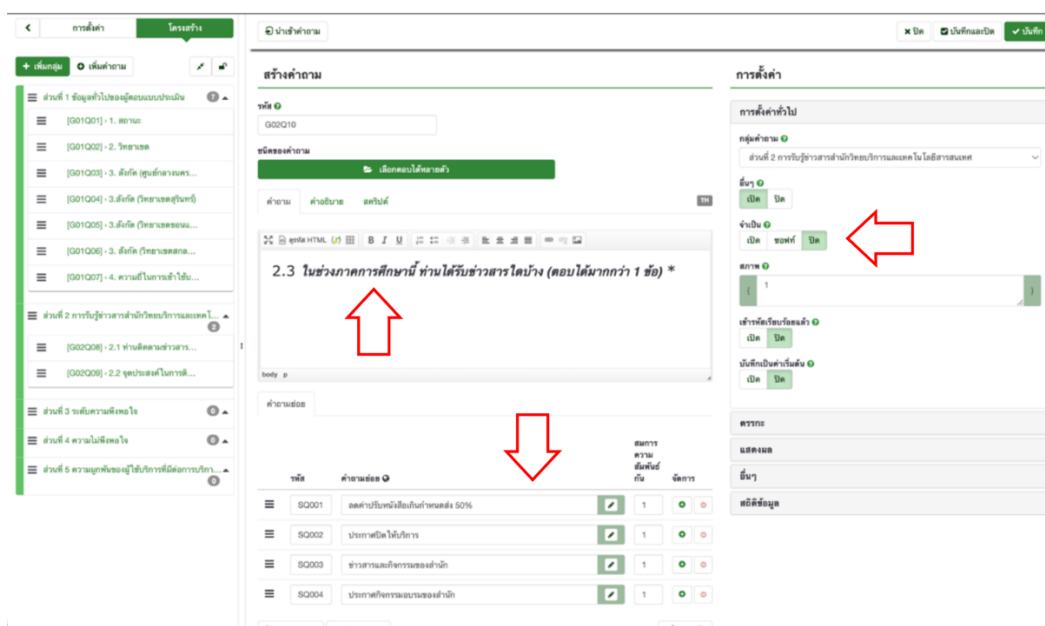 การตั้งค่า
โครงสร้าง
นำเข้าคำถาม
ปิด
บันทึกและปิด
บันทึก
+ เพิ่มกลุ่ม
เพิ่มคำถาม
ส่วนที่ 1 ข้อมูลทั่วไปของผู้ตอบแบบประเมิน 7
[G01Q01] › 1. สถานะ
[G01Q02] › 2. วิทยาเขต
[G01Q03] › 3. สังกัด (ศูนย์กลางนคร...
[G01Q04] › 3.สังกัด (วิทยาเขตสุรินทร์)
[G01Q05] › 3.สังกัด (วิทยาเขตขอนแ...
[G01Q06] › 3. สังกัด (วิทยาเขตสกล...
[G01Q07] › 4. ความถี่ในการเข้าใช้บ...
ส่วนที่ 2 การรับรู้ข่าวสารสำนักวิทยบริการและเทคโ...
2
[G02Q08] › 2.1 ท่านติดตามข่าวสาร...
[G02Q09] › 2.2 จุดประสงค์ในการติ...
ส่วนที่ 3 ระดับความพึงพอใจ 0
ส่วนที่ 4 ความไม่พึงพอใจ 0
ส่วนที่ 5 ความผูกพันของผู้ใช้บริการที่มีต่อการบริกา...
0
สร้างคำถาม
รหัส
G02Q10
ชนิดของคำถาม
เลือกตอบได้หลายตัว
คำถาม
คำอธิบาย
สคริปต์
TH
ดูรหัส HTML
B I U
2.3 ในช่วงภาคการศึกษานี้ ท่านได้รับข่าวสารใดบ้าง (ตอบได้มากกว่า 1 ข้อ) *
body p
คำถามย่อย
รหัส
คำถามย่อย
สมการ
ความ
สัมพันธ์
กัน
จัดการ
SQ001 ลดค่าปรับหนังสือเกินกำหนดส่ง 50% 1
SQ002 ประกาศปิดให้บริการ 1
SQ003 ข่าวสารและกิจกรรมของสำนัก 1
SQ004 ประกาศกิจกรรมอบรมของสำนัก 1
การตั้งค่า
การตั้งค่าทั่วไป
กลุ่มคำถาม
ส่วนที่ 2 การรับรู้ข่าวสารสำนักวิทยบริการและเทคโนโลยีสารสนเทศ
อื่นๆ
เปิด ปิด
จำเป็น
เปิด ซอฟท์ ปิด
สภาพ
{ 1 }
เข้ารหัสเรียบร้อยแล้ว
เปิด ปิด
บันทึกเป็นค่าเริ่มต้น
เปิด ปิด
ตรรกะ
แสดงผล
อื่นๆ
สถิติข้อมูล